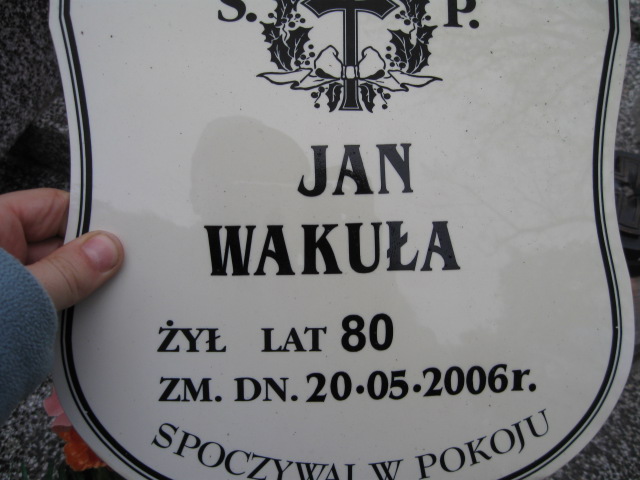 S. P.
JAN
WAKUŁA
ŻYŁ LAT 80
ZM. DN. 20·05·2006r.
SPOCZYWAJ W POKOJU